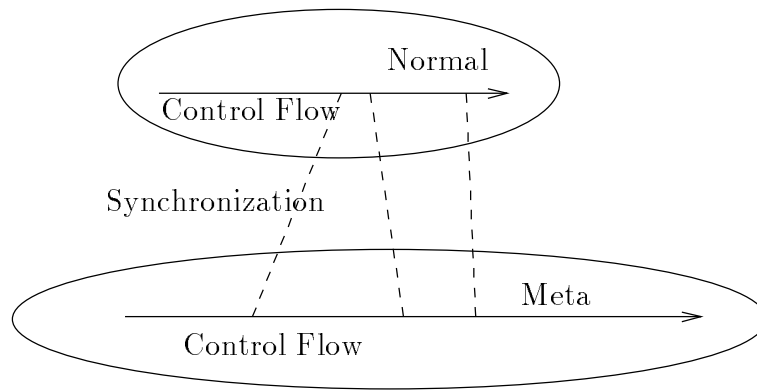 Normal
Control Flow
Synchronization
Meta
Control Flow